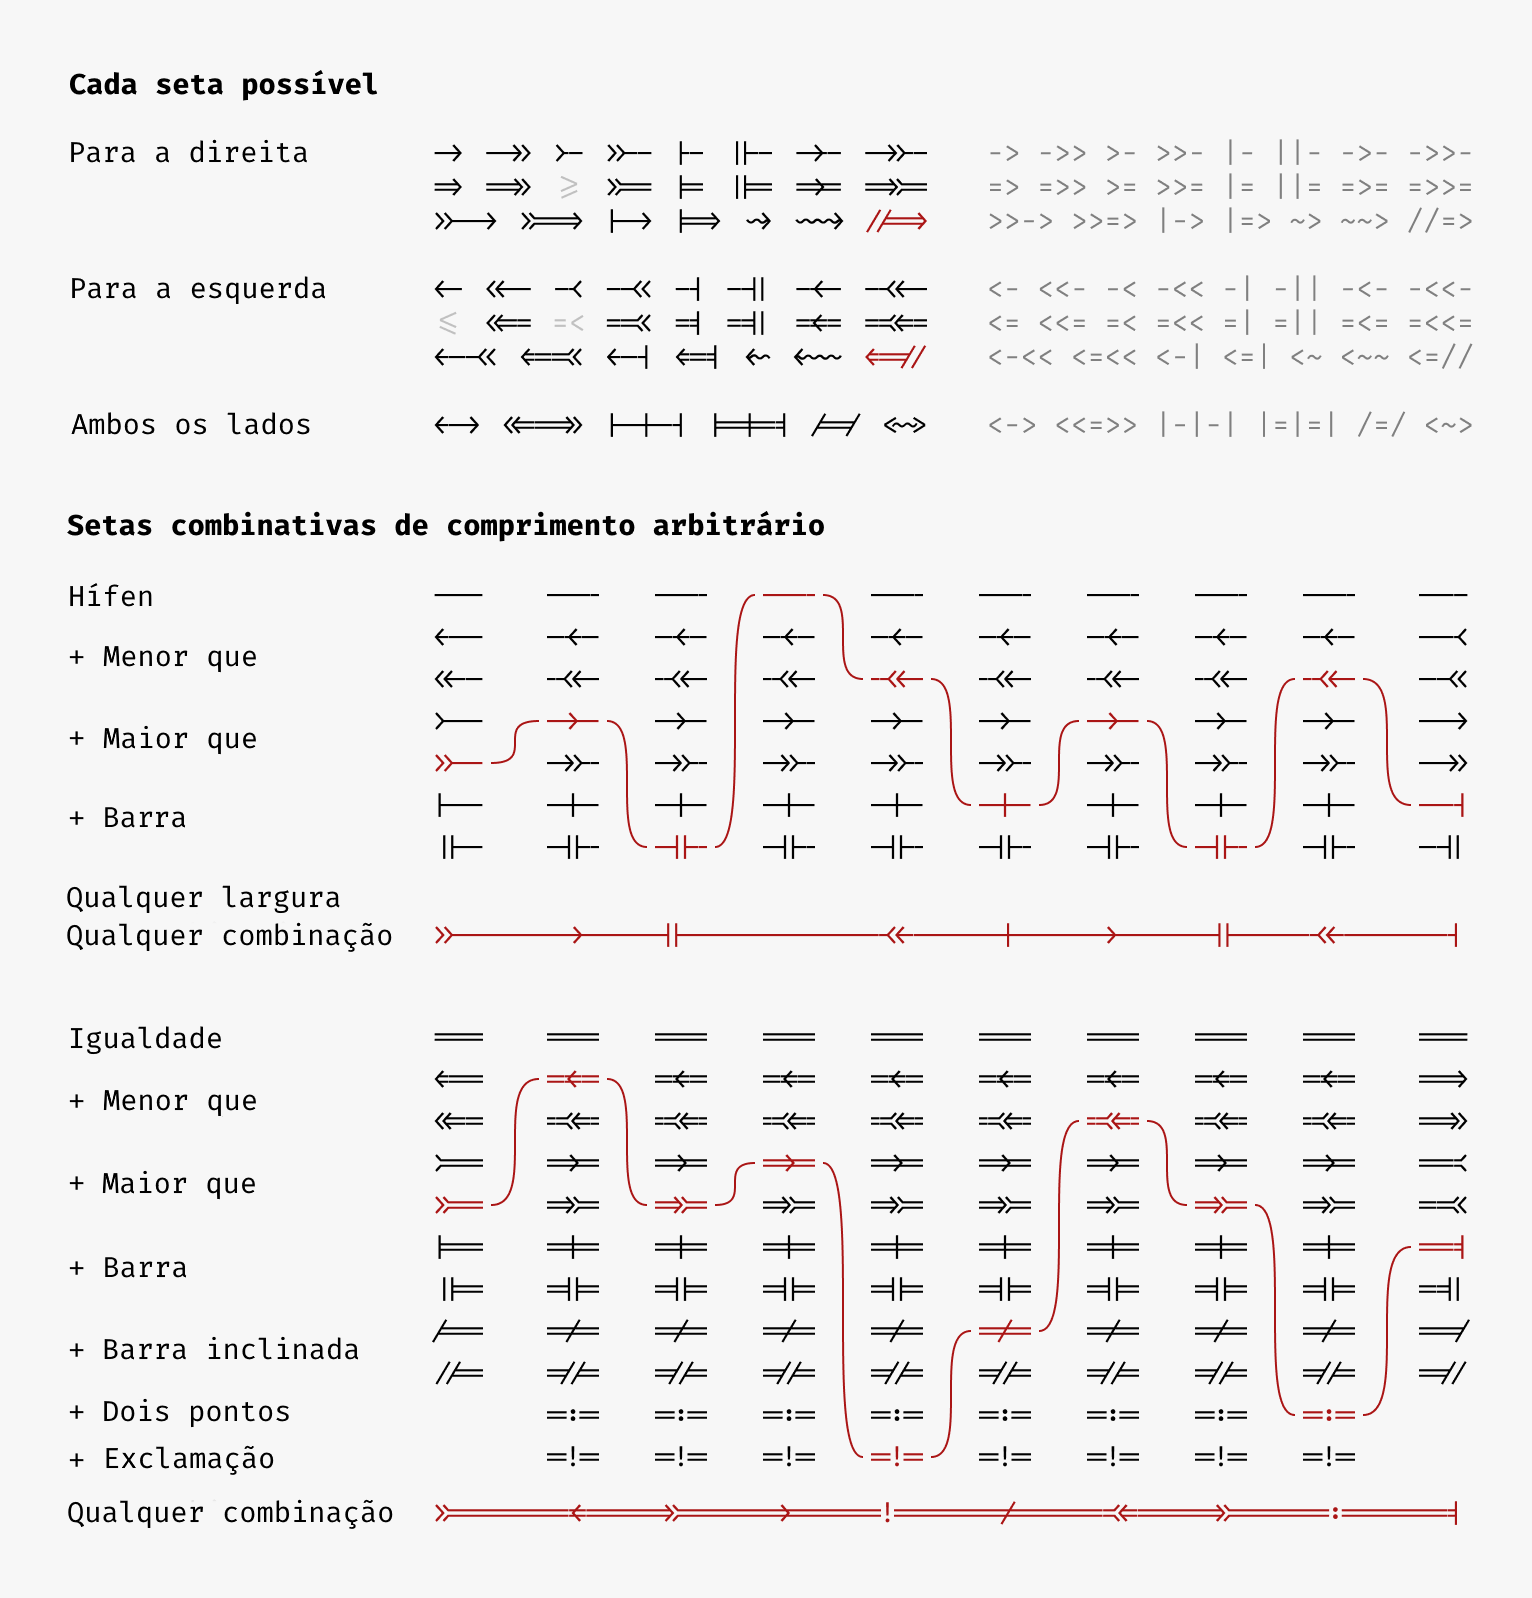 Cada seta possível
Para a direita -> ->> >- >>- |- ||- ->- ->>-
=> =>> >= >>= |= ||= =>= =>>=
>>-> >>=> |-> |=> ~> ~~> //=>
Para a esquerda <- <<- -< -<< -| -|| -<- -<<-
<= <<= =< =<< =| =|| =<= =<<=
<-<< <=<< <-| <=| <~ <~~ <=//
Ambos os lados <-> <<=>> |-|-| |=|=| /=/ <~>
Setas combinativas de comprimento arbitrário
Hífen
+ Menor que
+ Maior que
+ Barra
Qualquer largura
Qualquer combinação
Igualdade
+ Menor que
+ Maior que
+ Barra
+ Barra inclinada
+ Dois pontos
+ Exclamação
Qualquer combinação